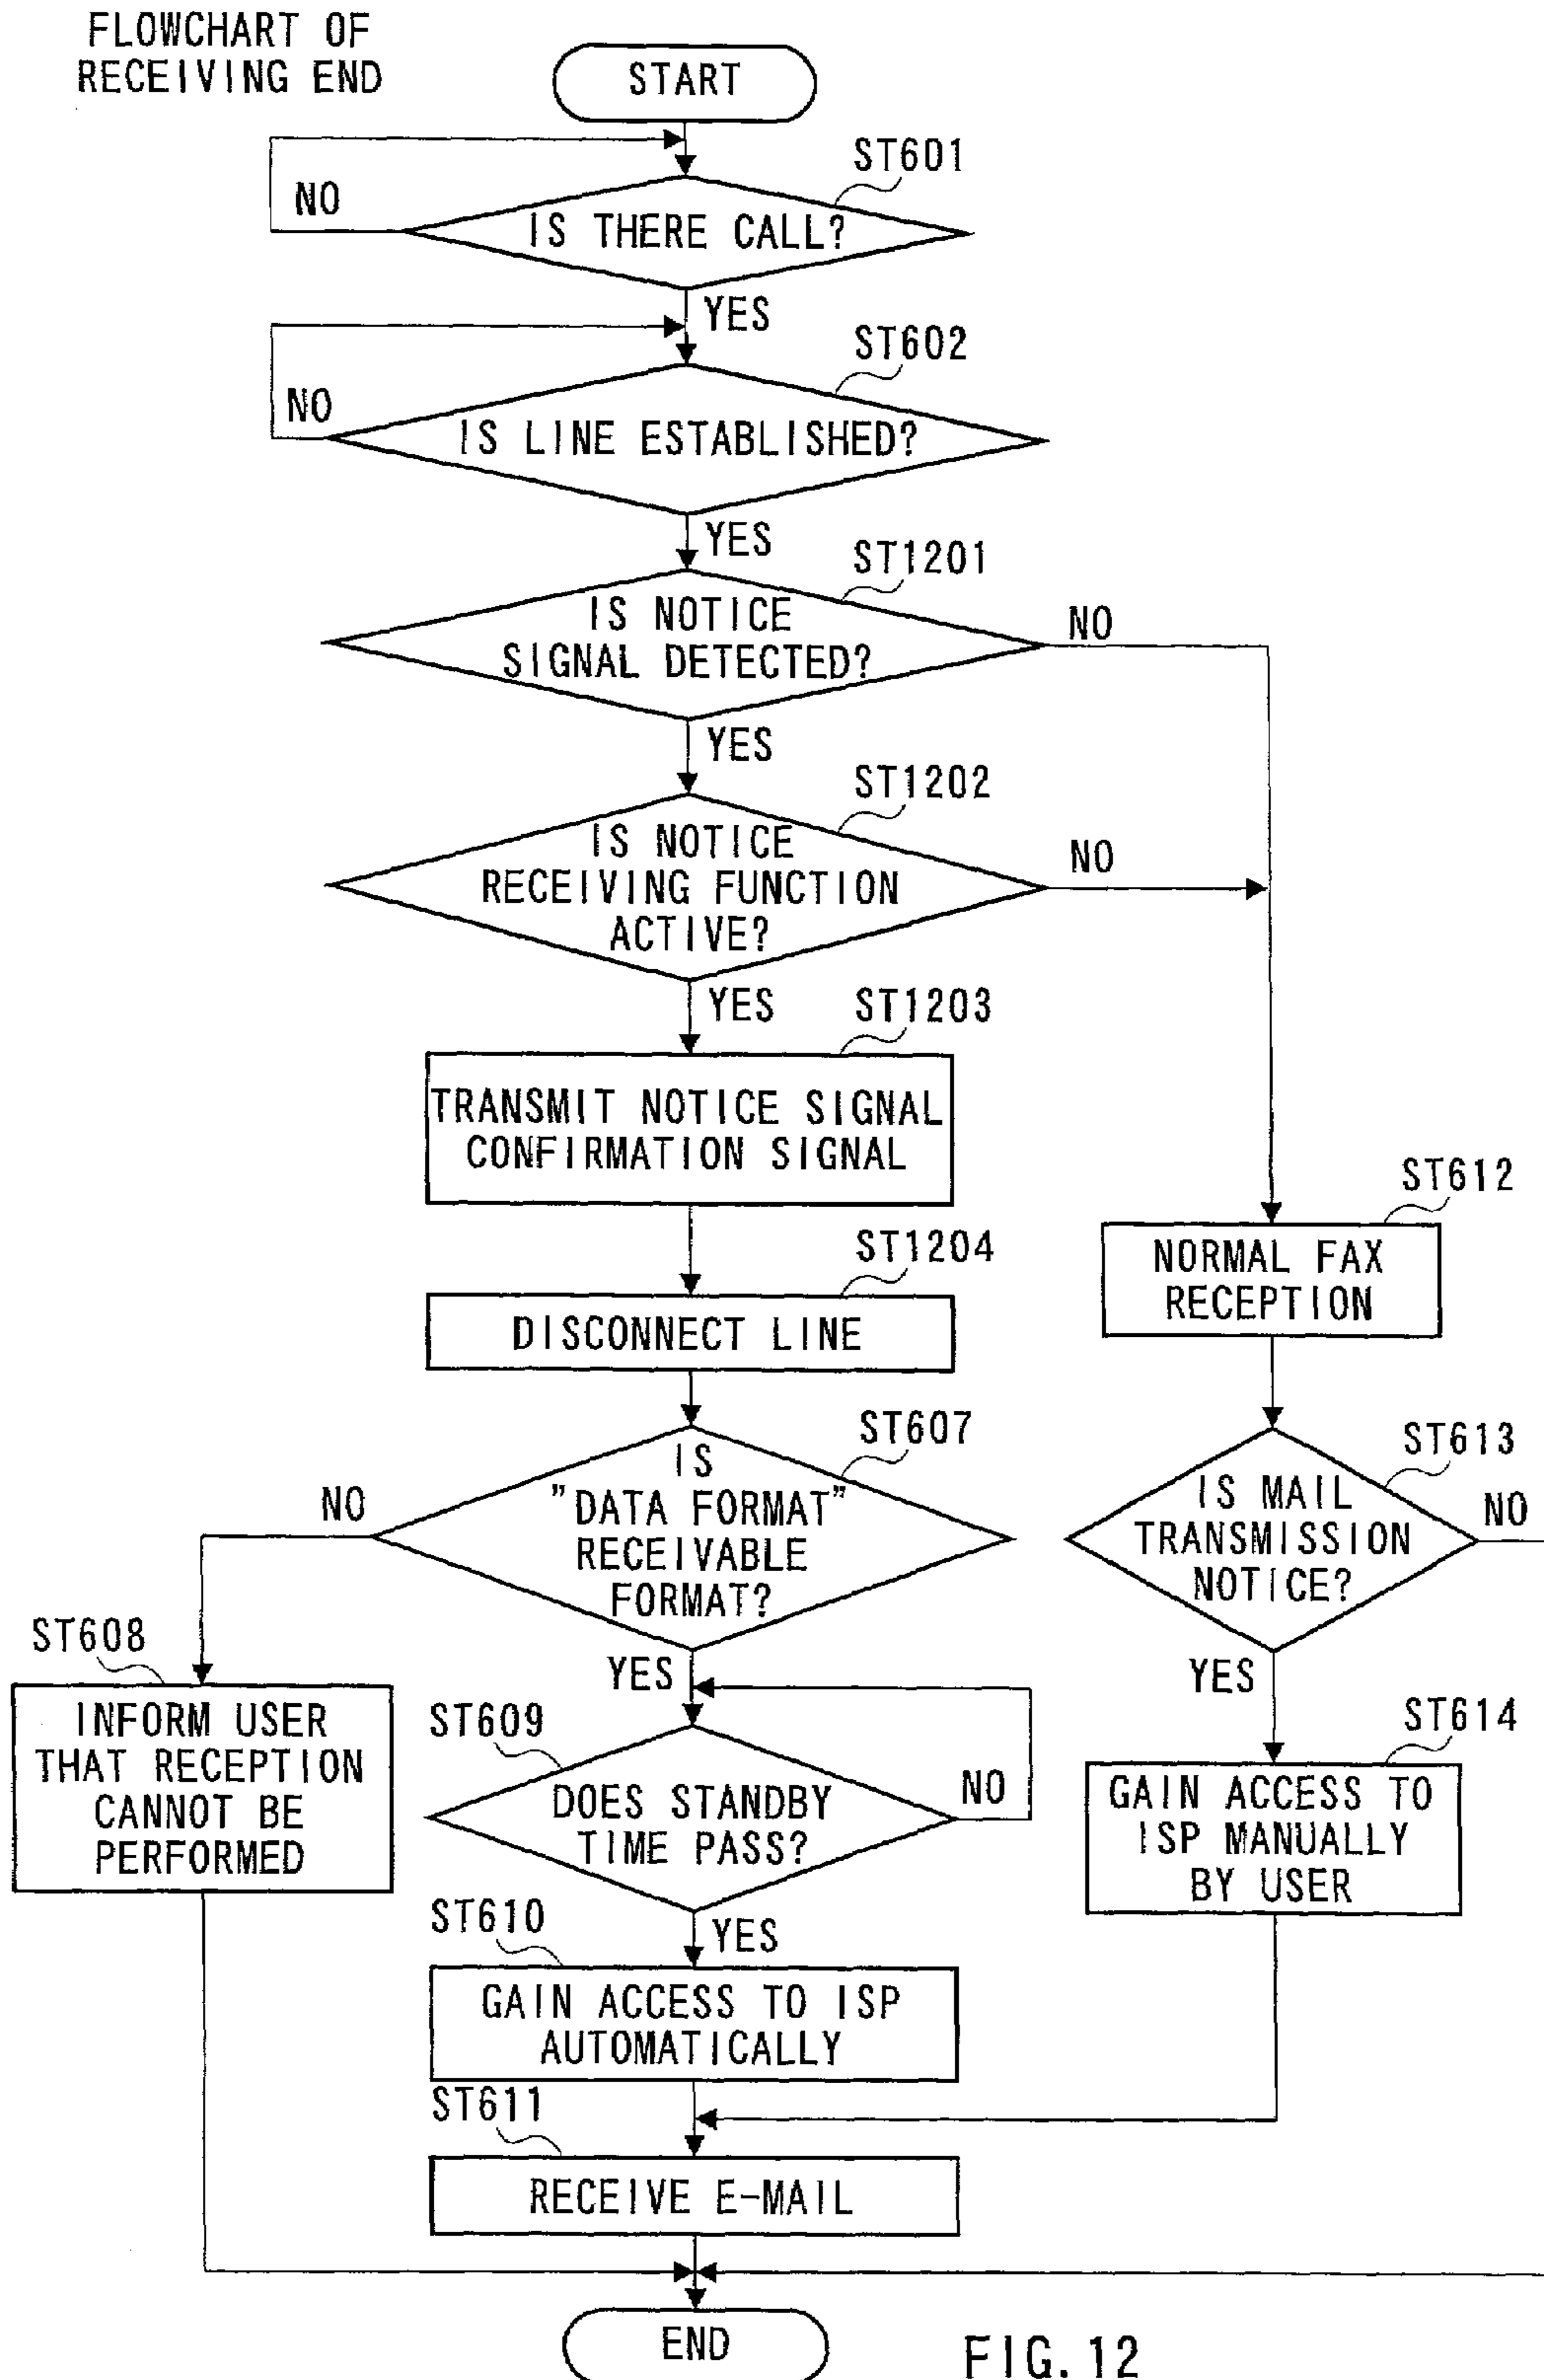 FLOWCHART OF
RECEIVING END
START
ST601
NO
IS THERE CALL?
YES
ST602
NO
IS LINE ESTABLISHED?
YES
ST1201
IS NOTICE
SIGNAL DETECTED?
NO
YES
ST1202
IS NOTICE
RECEIVING FUNCTION
ACTIVE?
NO
YES
ST1203
TRANSMIT NOTICE SIGNAL
CONFIRMATION SIGNAL
ST612
NORMAL FAX
RECEPTION
ST1204
DISCONNECT LINE
ST607
IS
"DATA FORMAT"
RECEIVABLE
FORMAT?
NO
ST613
IS MAIL
TRANSMISSION
NOTICE?
NO
ST608
INFORM USER
THAT RECEPTION
CANNOT BE
PERFORMED
YES
ST609
DOES STANDBY
TIME PASS?
NO
YES
ST614
GAIN ACCESS TO
ISP MANUALLY
BY USER
ST610
YES
GAIN ACCESS TO ISP
AUTOMATICALLY
ST611
RECEIVE E-MAIL
END
FIG. 12